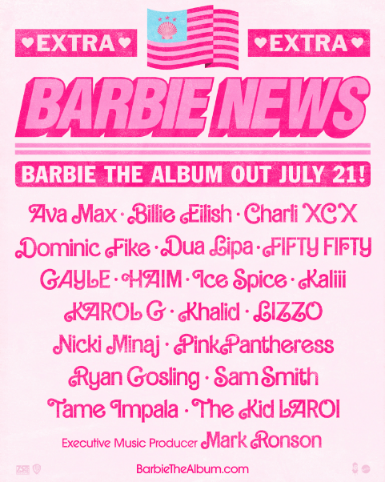 EXTRA EXTRA
BARBIE NEWS
BARBIE THE ALBUM OUT JULY 21!
Ava Max · Billie Eilish · Charli XCX
Dominic Fike · Dua Lipa · FIFTY FIFTY
GAYLE · HAIM · Ice Spice · Kaliii
KAROL G · Khalid · LIZZO
Nicki Minaj · PinkPantheress
Ryan Gosling · Sam Smith
Tame Impala · The Kid LAROI
Executive Music Producer Mark Ronson
BarbieTheAlbum.com